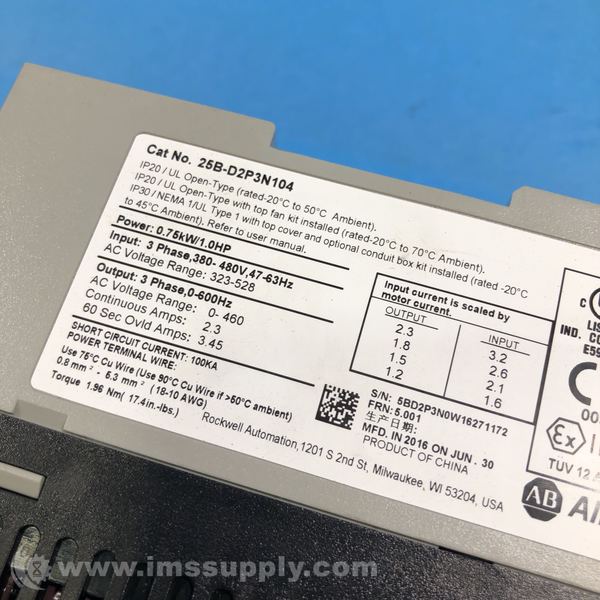 Cat No. 25B-D2P3N104
IP20 / UL Open-Type (rated-20°C to 50°C Ambient).
IP20 / UL Open-Type with top fan kit installed (rated-20°C to 70°C Ambient).
IP30 / NEMA 1/UL Type 1 with top cover and optional conduit box kit installed (rated -20°C
to 45°C Ambient). Refer to user manual.
Power: 0.75kW/1.0HP
Input: 3 Phase,380- 480V,47-63Hz
AC Voltage Range: 323-528
Output: 3 Phase,0-600Hz
AC Voltage Range: 0- 460
Continuous Amps: 2.3
60 Sec Ovld Amps: 3.45
SHORT CIRCUIT CURRENT: 100KA
POWER TERMINAL WIRE:
Use 75°C Cu Wire (Use 90°C Cu Wire if >50°C ambient)
0.8 mm² - 5.3 mm² (18-10 AWG)
Torque 1.96 Nm( 17.4in.-lbs.)
Rockwell Automation,1201 S 2nd St, Milwaukee, WI 53204, USA
Input current is scaled by
motor current.
OUTPUT INPUT
2.3 3.2
1.8 2.6
1.5 2.1
1.2 1.6
S/N: 5BD2P3N0W16271172
FRN: 5.001
生产日期:
MFD. IN 2016 ON JUN . 30
PRODUCT OF CHINA
C
LIS
IND. CO
E59
C
00
Ex I
TÜV 12 A
AB Al
www.imssupply.com